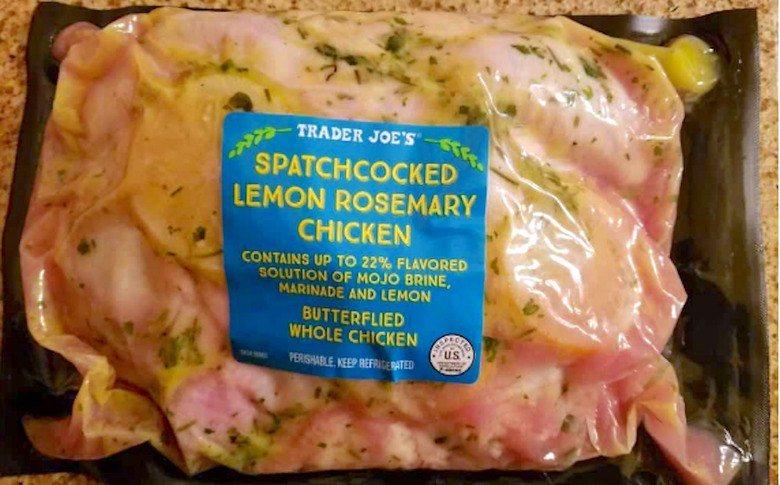 TRADER JOE'S®
SPATCHCOCKED
LEMON ROSEMARY
CHICKEN
CONTAINS UP TO 22% FLAVORED
SOLUTION OF MOJO BRINE,
MARINADE AND LEMON
BUTTERFLIED
WHOLE CHICKEN
PERISHABLE, KEEP REFRIGERATED
INSPECTED
U.S.